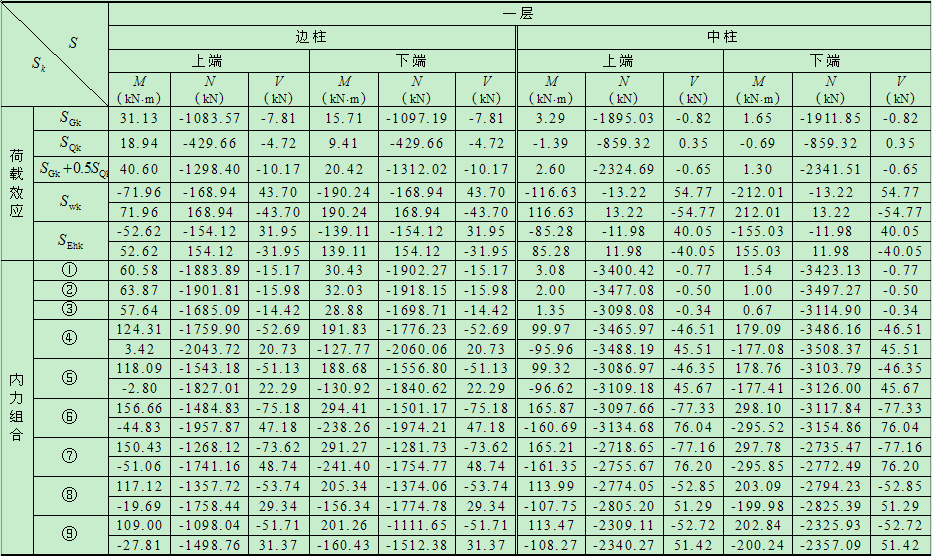 一层
S
Sk
边柱 中柱
上端 下端 上端 下端
M N V M N V M N V M N V
(kN·m) (kN) (kN) (kN·m) (kN) (kN) (kN·m) (kN) (kN) (kN·m) (kN) (kN)
荷载效应
SGk 31.13 -1083.57 -7.81 15.71 -1097.19 -7.81 3.29 -1895.03 -0.82 1.65 -1911.85 -0.82
SQk 18.94 -429.66 -4.72 9.41 -429.66 -4.72 -1.39 -859.32 0.35 -0.69 -859.32 0.35
SGk+0.5SQk 40.60 -1298.40 -10.17 20.42 -1312.02 -10.17 2.60 -2324.69 -0.65 1.30 -2341.51 -0.65
Swk -71.96 -168.94 43.70 -190.24 -168.94 43.70 -116.63 -13.22 54.77 -212.01 -13.22 54.77
71.96 168.94 -43.70 190.24 168.94 -43.70 116.63 13.22 -54.77 212.01 13.22 -54.77
SEhk -52.62 -154.12 31.95 -139.11 -154.12 31.95 -85.28 -11.98 40.05 -155.03 -11.98 40.05
52.62 154.12 -31.95 139.11 154.12 -31.95 85.28 11.98 -40.05 155.03 11.98 -40.05
内力组合
① 60.58 -1883.89 -15.17 30.43 -1902.27 -15.17 3.08 -3400.42 -0.77 1.54 -3423.13 -0.77
② 63.87 -1901.81 -15.98 32.03 -1918.15 -15.98 2.00 -3477.08 -0.50 1.00 -3497.27 -0.50
③ 57.64 -1685.09 -14.42 28.88 -1698.71 -14.42 1.35 -3098.08 -0.34 0.67 -3114.90 -0.34
④ 124.31 -1759.90 -52.69 191.83 -1776.23 -52.69 99.97 -3465.97 -46.51 179.09 -3486.16 -46.51
3.42 -2043.72 20.73 -127.77 -2060.06 20.73 -95.96 -3488.19 45.51 -177.08 -3508.37 45.51
⑤ 118.09 -1543.18 -51.13 188.68 -1556.80 -51.13 99.32 -3086.97 -46.35 178.76 -3103.79 -46.35
-2.80 -1827.01 22.29 -130.92 -1840.62 22.29 -96.62 -3109.18 45.67 -177.41 -3126.00 45.67
⑥ 156.66 -1484.83 -75.18 294.41 -1501.17 -75.18 165.87 -3097.66 -77.33 298.10 -3117.84 -77.33
-44.83 -1957.87 47.18 -238.26 -1974.21 47.18 -160.69 -3134.68 76.04 -295.52 -3154.86 76.04
⑦ 150.43 -1268.12 -73.62 291.27 -1281.73 -73.62 165.21 -2718.65 -77.16 297.78 -2735.47 -77.16
-51.06 -1741.16 48.74 -241.40 -1754.77 48.74 -161.35 -2755.67 76.20 -295.85 -2772.49 76.20
⑧ 117.12 -1357.72 -53.74 205.34 -1374.06 -53.74 113.99 -2774.05 -52.85 203.09 -2794.23 -52.85
-19.69 -1758.44 29.34 -156.34 -1774.78 29.34 -107.75 -2805.20 51.29 -199.98 -2825.39 51.29
⑨ 109.00 -1098.04 -51.71 201.26 -1111.65 -51.71 113.47 -2309.11 -52.72 202.84 -2325.93 -52.72
-27.81 -1498.76 31.37 -160.43 -1512.38 31.37 -108.27 -2340.27 51.42 -200.24 -2357.09 51.42